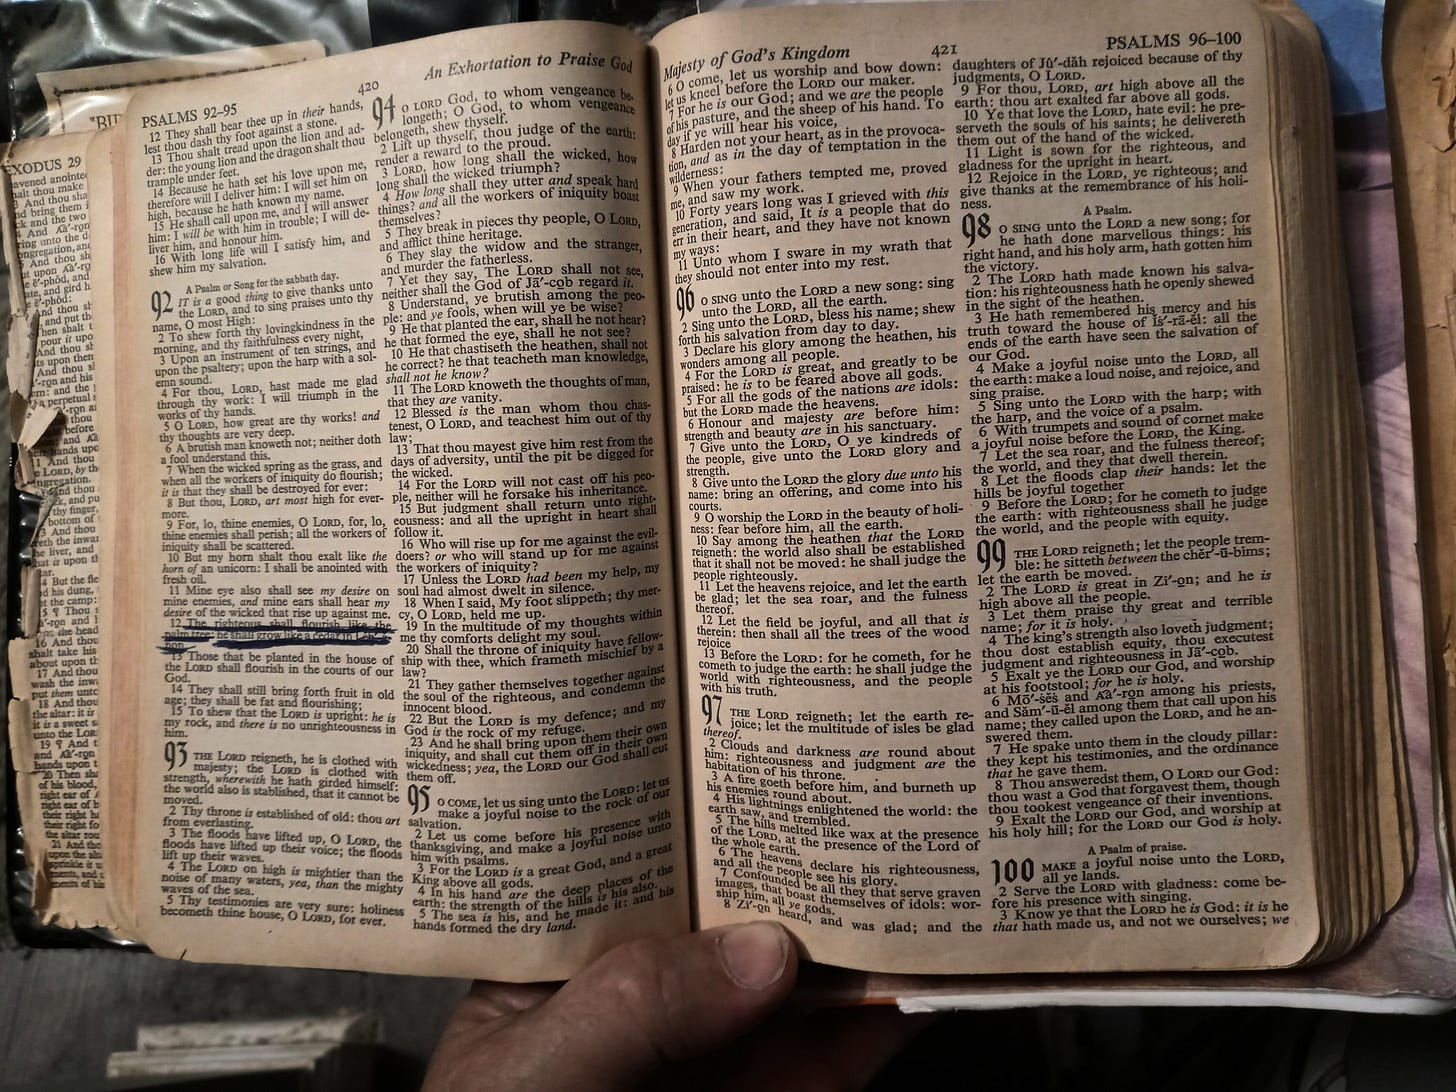 PSALMS 92–95
420
An Exhortation to Praise God
12 They shall bear thee up in their hands,
lest thou dash thy foot against a stone.
13 Thou shalt tread upon the lion and ad-
der: the young lion and the dragon shalt thou
trample under feet.
14 Because he hath set his love upon me,
therefore will I deliver him: I will set him on
high, because he hath known my name.
15 He shall call upon me, and I will answer
him: I will be with him in trouble; I will de-
liver him, and honour him.
16 With long life will I satisfy him, and
shew him my salvation.
A Psalm or Song for the sabbath day.
92 IT is a good thing to give thanks unto
the LORD, and to sing praises unto thy
name, O most High:
2 To shew forth thy lovingkindness in the
morning, and thy faithfulness every night,
3 Upon an instrument of ten strings, and
upon the psaltery; upon the harp with a sol-
emn sound.
4 For thou, LORD, hast made me glad
through thy work: I will triumph in the
works of thy hands.
5 O LORD, how great are thy works! and
thy thoughts are very deep.
6 A brutish man knoweth not; neither doth
a fool understand this.
7 When the wicked spring as the grass, and
when all the workers of iniquity do flourish;
it is that they shall be destroyed for ever:
8 But thou, LORD, art most high for ever-
more.
9 For, lo, thine enemies, O LORD, for, lo,
thine enemies shall perish; all the workers of
iniquity shall be scattered.
10 But my horn shalt thou exalt like the
horn of an unicorn: I shall be anointed with
fresh oil.
11 Mine eye also shall see my desire on
mine enemies, and mine ears shall hear my
desire of the wicked that rise up against me.
12 The righteous shall flourish like the
palm tree: he shall grow like a cedar in Leba-
non.
13 Those that be planted in the house of
the LORD shall flourish in the courts of our
God.
14 They shall still bring forth fruit in old
age; they shall be fat and flourishing;
15 To shew that the LORD is upright: he is
my rock, and there is no unrighteousness in
him.
93 THE LORD reigneth, he is clothed with
majesty; the LORD is clothed with
strength, wherewith he hath girded himself:
the world also is stablished, that it cannot be
moved.
2 Thy throne is established of old: thou art
from everlasting.
3 The floods have lifted up, O LORD, the
floods have lifted up their voice; the floods
lift up their waves.
4 The LORD on high is mightier than the
noise of many waters, yea, than the mighty
waves of the sea.
5 Thy testimonies are very sure: holiness
becometh thine house, O LORD, for ever.
94 O LORD God, to whom vengeance be-
longeth; O God, to whom vengeance
belongeth, shew thyself.
2 Lift up thyself, thou judge of the earth:
render a reward to the proud.
3 LORD, how long shall the wicked, how
long shall the wicked triumph?
4 How long shall they utter and speak hard
things? and all the workers of iniquity boast
themselves?
5 They break in pieces thy people, O LORD,
and afflict thine heritage.
6 They slay the widow and the stranger,
and murder the fatherless.
7 Yet they say, The LORD shall not see,
neither shall the God of Jā'-cǫb regard it.
8 Understand, ye brutish among the peo-
ple: and ye fools, when will ye be wise?
9 He that planted the ear, shall he not hear?
he that formed the eye, shall he not see?
10 He that chastiseth the heathen, shall not
he correct? he that teacheth man knowledge,
shall not he know?
11 The LORD knoweth the thoughts of man,
that they are vanity.
12 Blessed is the man whom thou chas-
tenest, O LORD, and teachest him out of thy
law;
13 That thou mayest give him rest from the
days of adversity, until the pit be digged for
the wicked.
14 For the LORD will not cast off his peo-
ple, neither will he forsake his inheritance.
15 But judgment shall return unto right-
eousness: and all the upright in heart shall
follow it.
16 Who will rise up for me against the evil-
doers? or who will stand up for me against
the workers of iniquity?
17 Unless the LORD had been my help, my
soul had almost dwelt in silence.
18 When I said, My foot slippeth; thy mer-
cy, O LORD, held me up.
19 In the multitude of my thoughts within
me thy comforts delight my soul.
20 Shall the throne of iniquity have fellow-
ship with thee, which frameth mischief by a
law?
21 They gather themselves together against
the soul of the righteous, and condemn the
innocent blood.
22 But the LORD is my defence; and my
God is the rock of my refuge.
23 And he shall bring upon them their own
iniquity, and shall cut them off in their own
wickedness; yea, the LORD our God shall cut
them off.
95 O COME, let us sing unto the LORD: let us
make a joyful noise to the rock of our
salvation.
2 Let us come before his presence with
thanksgiving, and make a joyful noise unto
him with psalms.
3 For the LORD is a great God, and a great
King above all gods.
4 In his hand are the deep places of the
earth: the strength of the hills is his also.
5 The sea is his, and he made it: and his
hands formed the dry land.
Majesty of God's Kingdom
421
PSALMS 96–100
6 O come, let us worship and bow down:
let us kneel before the LORD our maker.
7 For he is our God; and we are the people
of his pasture, and the sheep of his hand. To
day if ye will hear his voice,
8 Harden not your heart, as in the provoca-
tion, and as in the day of temptation in the
wilderness:
9 When your fathers tempted me, proved
me, and saw my work.
10 Forty years long was I grieved with this
generation, and said, It is a people that do
err in their heart, and they have not known
my ways:
11 Unto whom I sware in my wrath that
they should not enter into my rest.
96 O SING unto the LORD a new song: sing
unto the LORD, all the earth.
2 Sing unto the LORD, bless his name; shew
forth his salvation from day to day.
3 Declare his glory among the heathen, his
wonders among all people.
4 For the LORD is great, and greatly to be
praised: he is to be feared above all gods.
5 For all the gods of the nations are idols:
but the LORD made the heavens.
6 Honour and majesty are before him:
strength and beauty are in his sanctuary.
7 Give unto the LORD, O ye kindreds of
the people, give unto the LORD glory and
strength.
8 Give unto the LORD the glory due unto his
name: bring an offering, and come into his
courts.
9 O worship the LORD in the beauty of holi-
ness: fear before him, all the earth.
10 Say among the heathen that the LORD
reigneth: the world also shall be established
that it shall not be moved: he shall judge the
people righteously.
11 Let the heavens rejoice, and let the earth
be glad; let the sea roar, and the fulness
thereof.
12 Let the field be joyful, and all that is
therein: then shall all the trees of the wood
rejoice
13 Before the LORD: for he cometh, for he
cometh to judge the earth: he shall judge the
world with righteousness, and the people
with his truth.
97 THE LORD reigneth; let the earth re-
joice; let the multitude of isles be glad
thereof.
2 Clouds and darkness are round about
him: righteousness and judgment are the
habitation of his throne.
3 A fire goeth before him, and burneth up
his enemies round about.
4 His lightnings enlightened the world: the
earth saw, and trembled.
5 The hills melted like wax at the presence
of the LORD, at the presence of the Lord of
the whole earth.
6 The heavens declare his righteousness,
and all the people see his glory.
7 Confounded be all they that serve graven
images, that boast themselves of idols: wor-
ship him, all ye gods.
8 Zī'-ǫn heard, and was glad; and the
daughters of Jū'-dăh rejoiced because of thy
judgments, O LORD.
9 For thou, LORD, art high above all the
earth: thou art exalted far above all gods.
10 Ye that love the LORD, hate evil: he pre-
serveth the souls of his saints; he delivereth
them out of the hand of the wicked.
11 Light is sown for the righteous, and
gladness for the upright in heart.
12 Rejoice in the LORD, ye righteous; and
give thanks at the remembrance of his holi-
ness.
A Psalm.
98 O SING unto the LORD a new song; for
he hath done marvellous things: his
right hand, and his holy arm, hath gotten him
the victory.
2 The LORD hath made known his salva-
tion: his righteousness hath he openly shewed
in the sight of the heathen.
3 He hath remembered his mercy and his
truth toward the house of Ĭs'-rā-ĕl: all the
ends of the earth have seen the salvation of
our God.
4 Make a joyful noise unto the LORD, all
the earth: make a loud noise, and rejoice, and
sing praise.
5 Sing unto the LORD with the harp; with
the harp, and the voice of a psalm.
6 With trumpets and sound of cornet make
a joyful noise before the LORD, the King.
7 Let the sea roar, and the fulness thereof;
the world, and they that dwell therein.
8 Let the floods clap their hands: let the
hills be joyful together
9 Before the LORD; for he cometh to judge
the earth: with righteousness shall he judge
the world, and the people with equity.
99 THE LORD reigneth; let the people trem-
ble: he sitteth between the chĕr'-ū-bims;
let the earth be moved.
2 The LORD is great in Zī'-ǫn; and he is
high above all the people.
3 Let them praise thy great and terrible
name; for it is holy.
4 The king's strength also loveth judgment;
thou dost establish equity, thou executest
judgment and righteousness in Jā'-cǫb.
5 Exalt ye the LORD our God, and worship
at his footstool; for he is holy.
6 Mō'-ṣĕṣ and Âa'-rǫn among his priests,
and Săm'-ū-ĕl among them that call upon his
name; they called upon the LORD, and he an-
swered them.
7 He spake unto them in the cloudy pillar:
they kept his testimonies, and the ordinance
that he gave them.
8 Thou answeredst them, O LORD our God:
thou wast a God that forgavest them, though
thou tookest vengeance of their inventions.
9 Exalt the LORD our God, and worship at
his holy hill; for the LORD our God is holy.
A Psalm of praise.
100 MAKE a joyful noise unto the LORD,
all ye lands.
2 Serve the LORD with gladness: come be-
fore his presence with singing.
3 Know ye that the LORD he is God: it is he
that hath made us, and not we ourselves; we
EXODUS 29